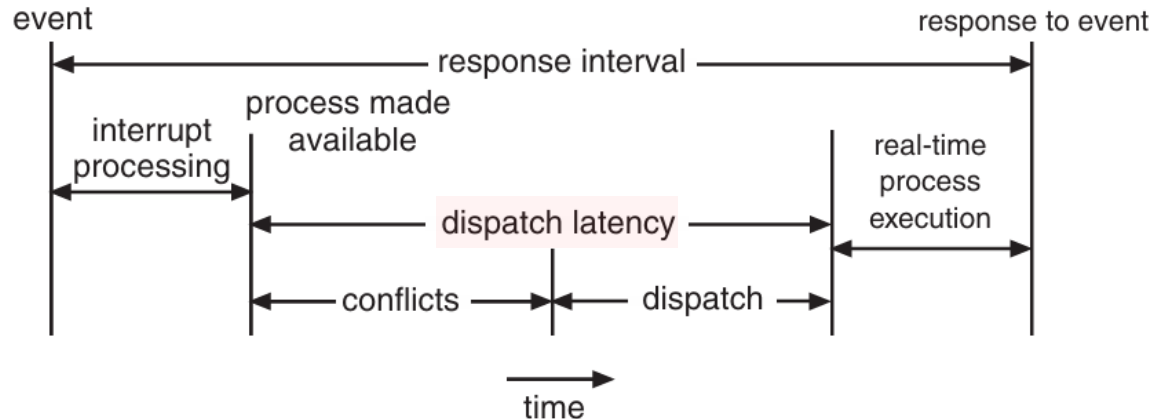 event
response to event
response interval
process made
available
interrupt
processing
real-time
process
execution
dispatch latency
conflicts
dispatch
time